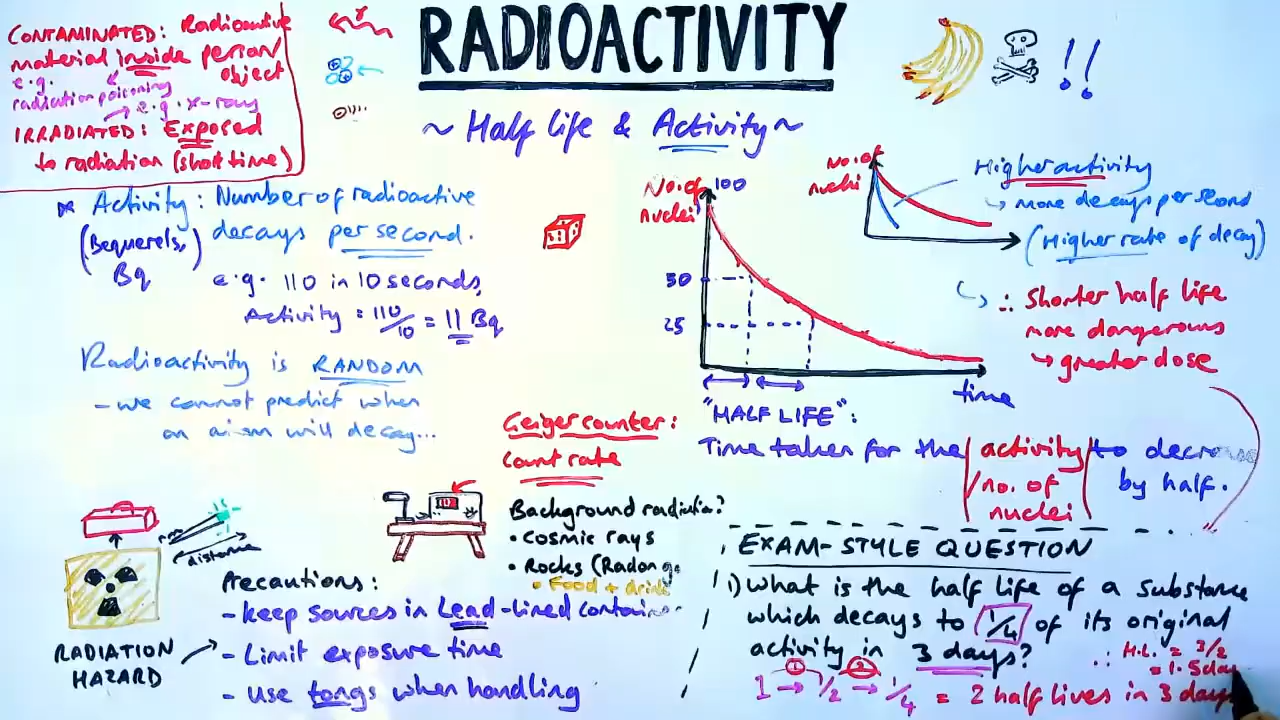 RADIOACTIVITY
~ Half life & Activity ~
CONTAMINATED: Radioactive
material inside person/
object
e.g.
radiation poisoning
e.g. x-rays
IRRADIATED: Exposed
to radiation (short time)
* Activity: Number of radioactive
(Bequerels,
Bq)
decays per second.
e.g. 110 in 10 seconds,
Activity = 110/10 = 11 Bq
Radioactivity is RANDOM
- we cannot predict when
an atom will decay...
No. of
nuclei
100
50
25
time
"HALF LIFE":
Time taken for the activity to decrease
/no. of
nuclei
by half.
No. of
nuclei
Higher activity
↳ more decays per second
(Higher rate of decay)
∴ Shorter half life
more dangerous
→ greater dose
Geiger counter:
count rate
Background radiation?
• Cosmic rays
• Rocks (Radon g
• Food + drink
distance
RADIATION
HAZARD
Precautions:
- keep sources in Lead-lined
- Limit exposure time
- Use tongs when handling
EXAM-STYLE QUESTION
1) What is the half life of a substance
which decays to 1/4 of its original
activity in 3 days?
∴ H.L. = 3/2
= 1.5 day
1 2
1 → 1/2 → 1/4 = 2 half lives in 3 days